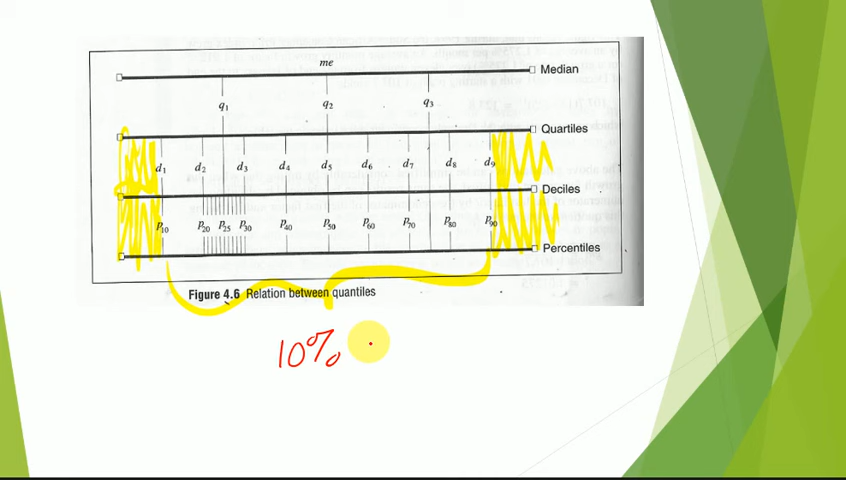 me
Median
q1 q2 q3
Quartiles
d1 d2 d3 d4 d5 d6 d7 d8 d9
Deciles
P10 P20 P25 P30 P40 P50 P60 P70 P80 P90
Percentiles
Figure 4.6 Relation between quantiles
10%